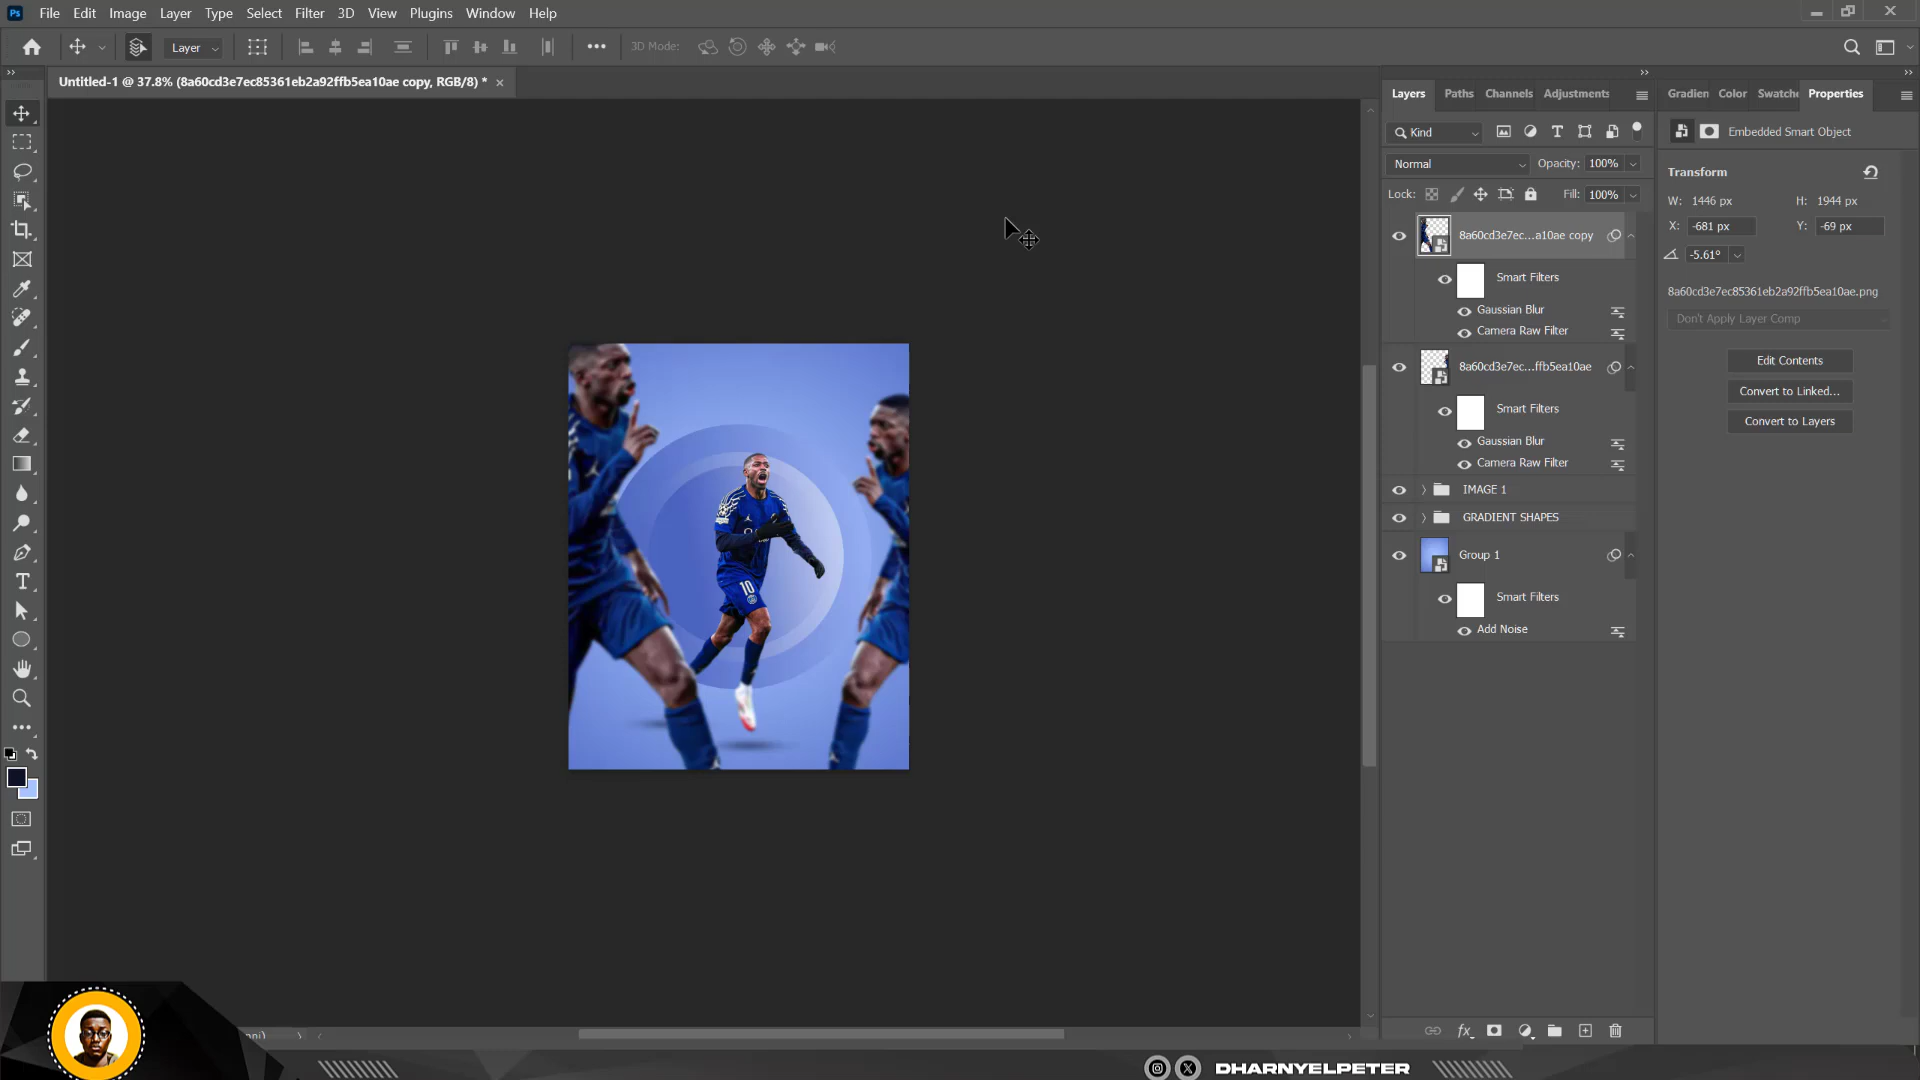 Ps File Edit Image Layer Type Select Filter 3D View Plugins Window Help
Layer 3D Mode:
Untitled-1 @ 37.8% (8a60cd3e7ec85361eb2a92ffb5ea10ae copy, RGB/8) *
Layers Paths Channels Adjustments
Gradien Color Swatche Properties
Kind
Embedded Smart Object
Normal Opacity: 100%
Lock: Fill: 100%
Transform
W: 1446 px H: 1944 px
X: -681 px Y: -69 px
-5.61°
8a60cd3e7ec85361eb2a92ffb5ea10ae.png
Don't Apply Layer Comp
Edit Contents
Convert to Linked...
Convert to Layers
8a60cd3e7ec...a10ae copy
Smart Filters
Gaussian Blur
Camera Raw Filter
8a60cd3e7ec...ffb5ea10ae
Smart Filters
Gaussian Blur
Camera Raw Filter
IMAGE 1
GRADIENT SHAPES
Group 1
Smart Filters
Add Noise
10
fx
DHARNYELPETER